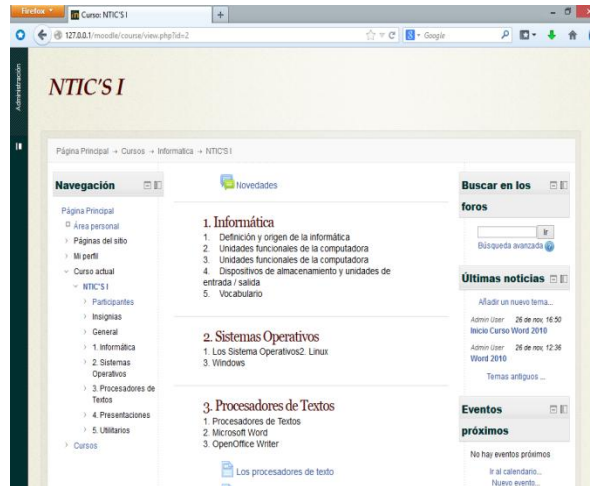 Firefox
Curso: NTIC'S I
127.0.0.1/moodle/course/view.php?id=2
Google
Administración
NTIC'S I
Página Principal → Cursos → Informatica → NTIC'S I
Navegación
Página Principal
Área personal
Páginas del sitio
Mi perfil
Curso actual
NTIC'S I
Participantes
Insignias
General
1. Informática
2. Sistemas
Operativos
3. Procesadores de
Textos
4. Presentaciones
5. Utilitarios
Cursos
Novedades
1. Informática
1. Definición y origen de la informática
2. Unidades funcionales de la computadora
3. Unidades funcionales de la computadora
4. Dispositivos de almacenamiento y unidades de
entrada / salida
5. Vocabulario
2. Sistemas Operativos
1. Los Sistema Operativos2. Linux
3. Windows
3. Procesadores de Textos
1. Procesadores de Textos
2. Microsoft Word
3. OpenOffice Writer
Los procesadores de texto
Buscar en los
foros
Ir
Búsqueda avanzada
Últimas noticias
Añadir un nuevo tema...
Admin User 26 de nov, 16:50
Inicio Curso Word 2010
Admin User 26 de nov, 12:36
Word 2010
Temas antiguos ...
Eventos
próximos
No hay eventos próximos
Ir al calendario...
Nuevo evento...